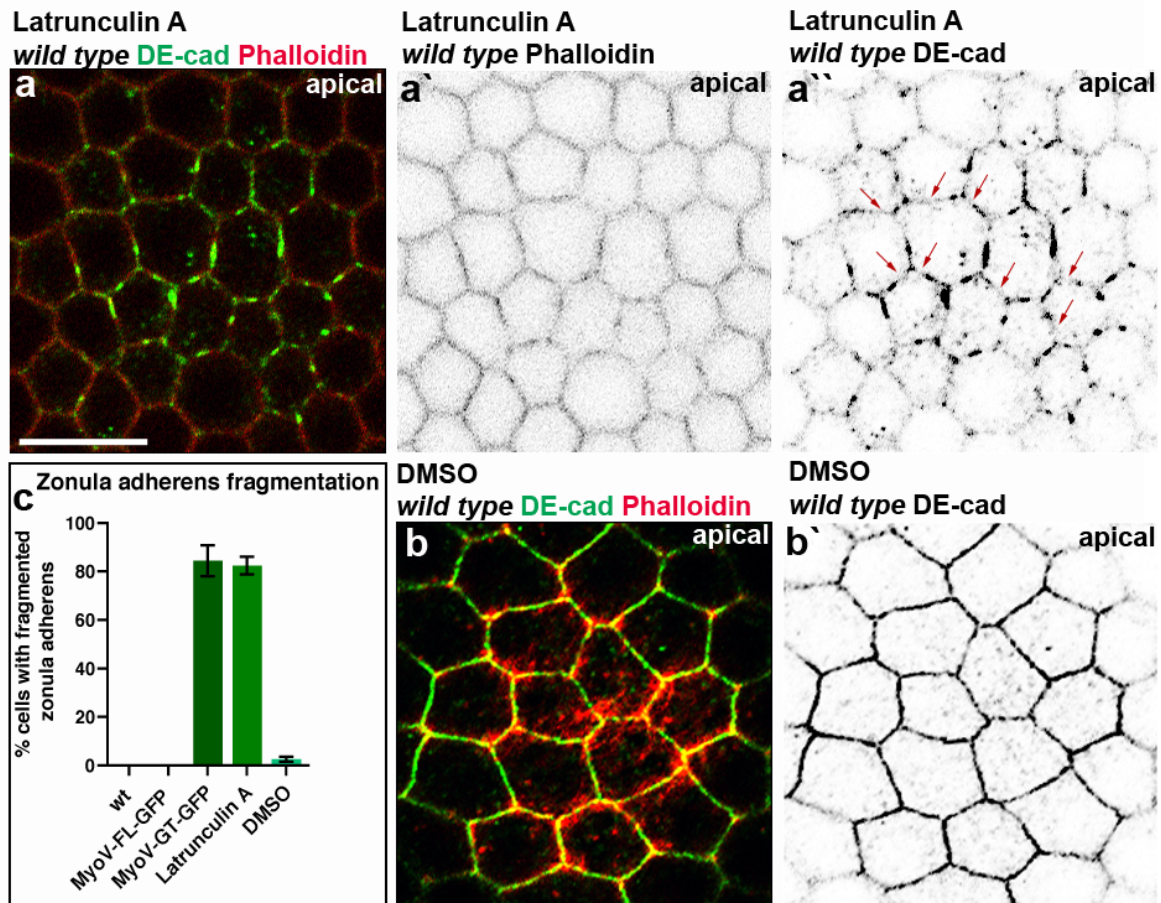 Latrunculin A
wild type DE-cad Phalloidin
a
apical
Latrunculin A
wild type Phalloidin
a`
apical
Latrunculin A
wild type DE-cad
a``
apical
c
Zonula adherens fragmentation
% cells with fragmented
zonula adherens
100
80
60
40
20
0
wt
MyoV-FL-GFP
MyoV-GT-GFP
Latrunculin A
DMSO
DMSO
wild type DE-cad Phalloidin
b
apical
DMSO
wild type DE-cad
b`
apical